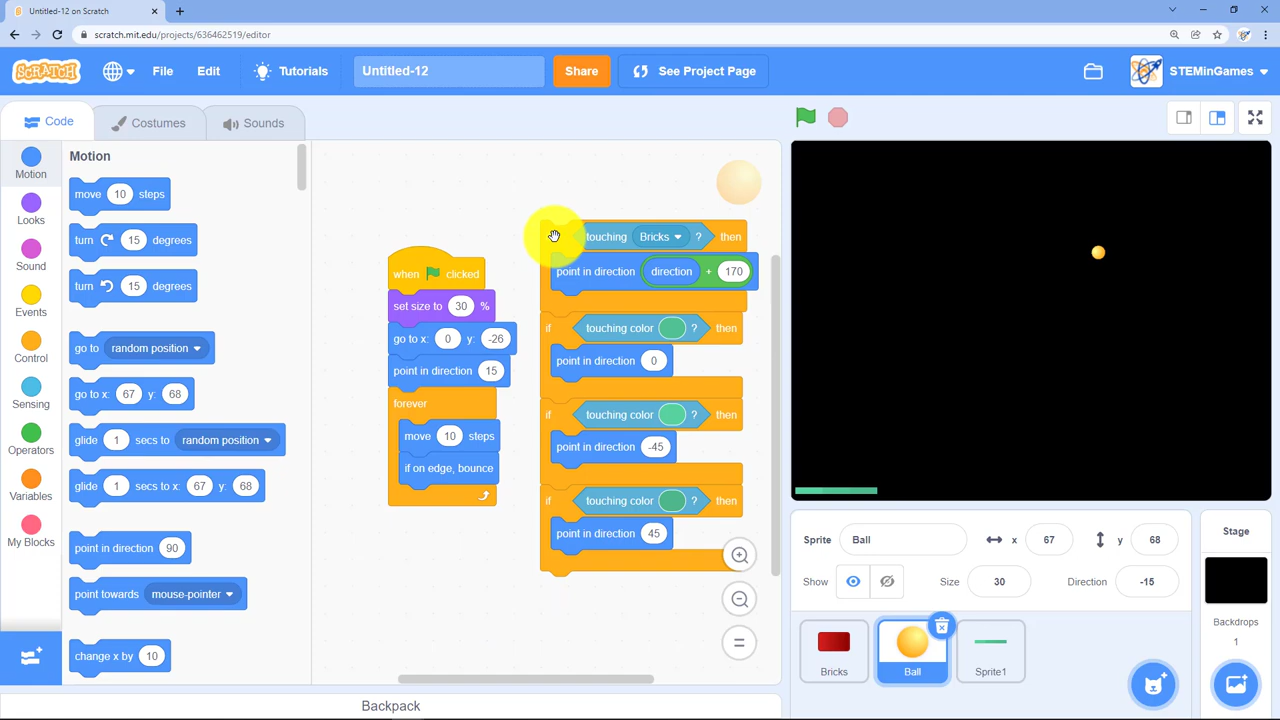 Untitled-12 on Scratch
scratch.mit.edu/projects/636462519/editor
SCRATCH
File
Edit
Tutorials
Untitled-12
Share
See Project Page
STEMinGames
Code
Costumes
Sounds
Motion
Looks
Sound
Events
Control
Sensing
Operators
Variables
My Blocks
Motion
move 10 steps
turn 15 degrees
turn 15 degrees
go to random position
go to x: 67 y: 68
glide 1 secs to random position
glide 1 secs to x: 67 y: 68
point in direction 90
point towards mouse-pointer
change x by 10
when clicked
set size to 30 %
go to x: 0 y: -26
point in direction 15
forever
move 10 steps
if on edge, bounce
touching Bricks ? then
point in direction direction + 170
if touching color ? then
point in direction 0
if touching color ? then
point in direction -45
if touching color ? then
point in direction 45
Backpack
Sprite Ball x 67 y 68
Show Size 30 Direction -15
Bricks
Ball
Sprite1
Stage
Backdrops
1